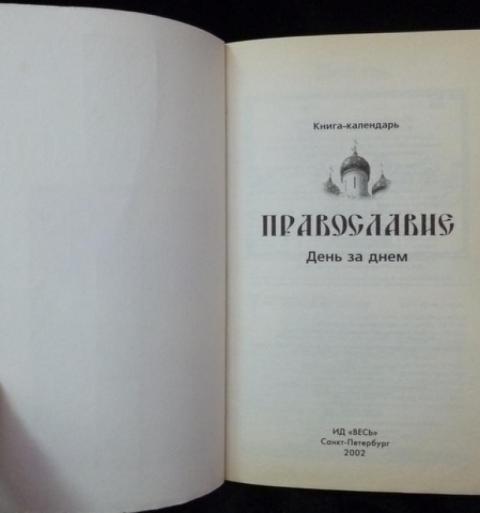 Книга-календарь
ПРАВОСЛАВИЕ
День за днем
ИД «ВЕСЬ»
Санкт-Петербург
2002